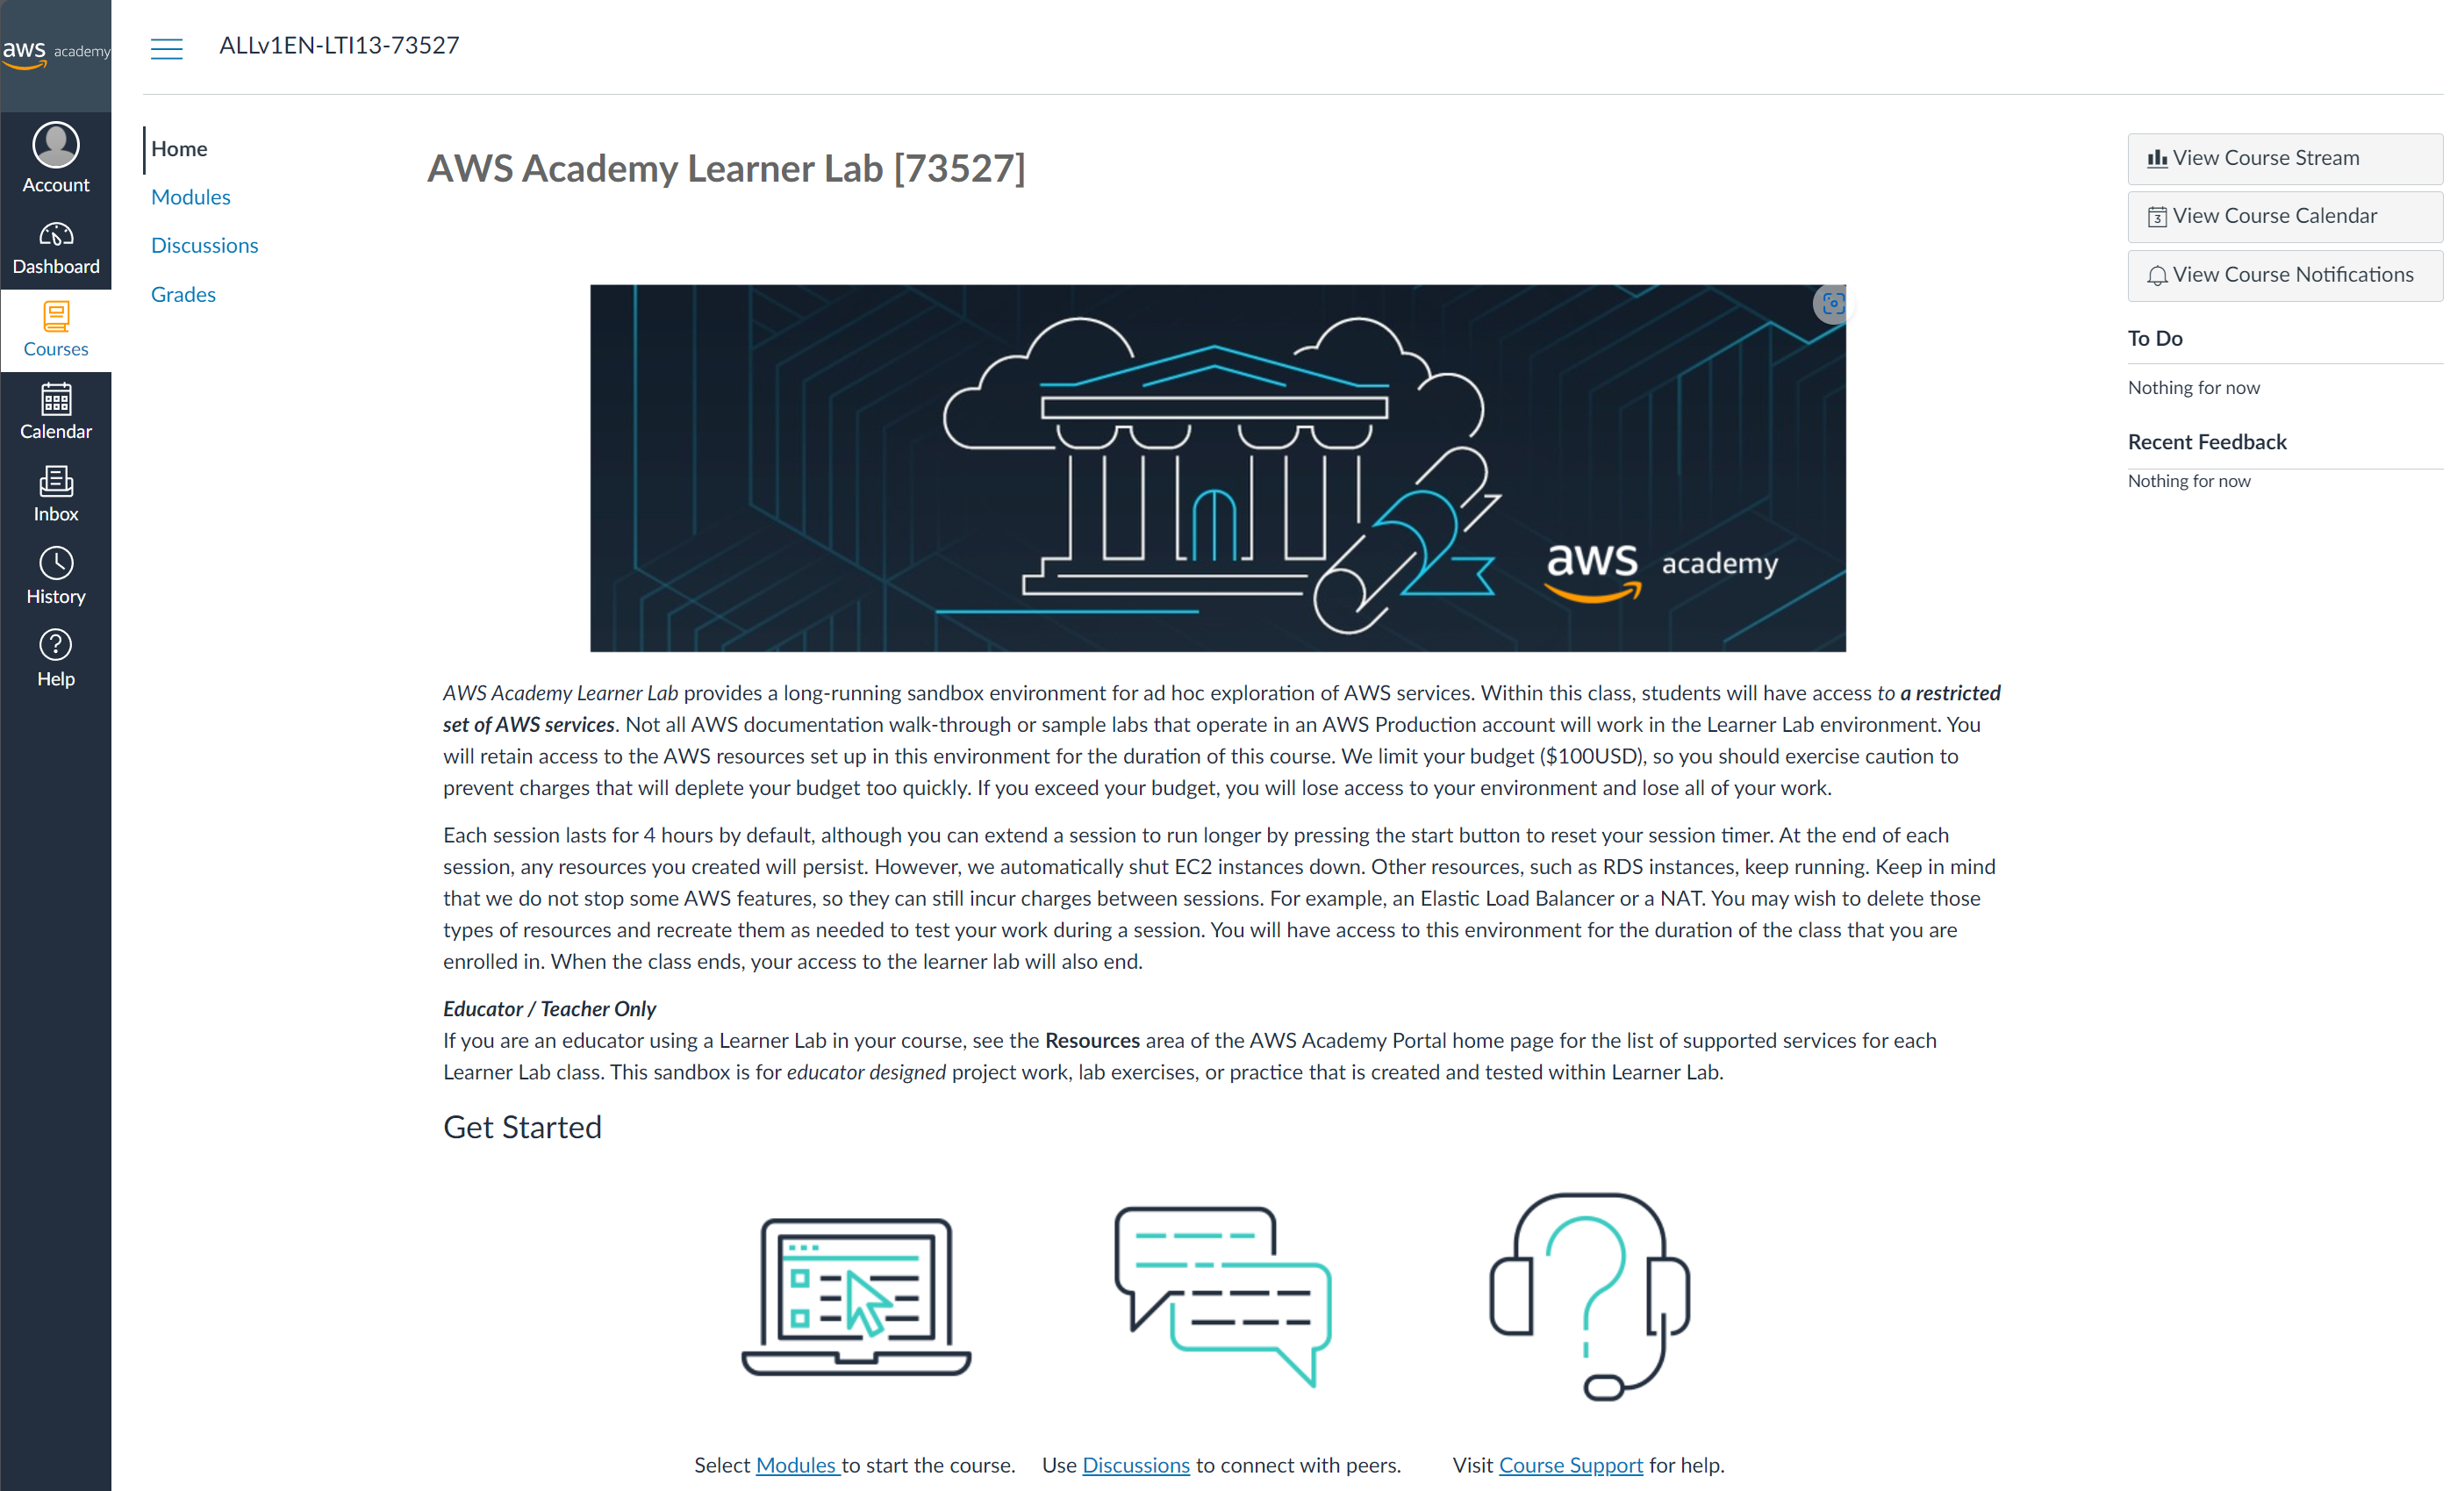 aws academy
ALLv1EN-LTI13-73527
Account
Dashboard
Courses
Calendar
Inbox
History
Help
Home
Modules
Discussions
Grades
AWS Academy Learner Lab [73527]
aws academy
AWS Academy Learner Lab provides a long-running sandbox environment for ad hoc exploration of AWS services. Within this class, students will have access to a restricted
set of AWS services. Not all AWS documentation walk-through or sample labs that operate in an AWS Production account will work in the Learner Lab environment. You
will retain access to the AWS resources set up in this environment for the duration of this course. We limit your budget ($100USD), so you should exercise caution to
prevent charges that will deplete your budget too quickly. If you exceed your budget, you will lose access to your environment and lose all of your work.
Each session lasts for 4 hours by default, although you can extend a session to run longer by pressing the start button to reset your session timer. At the end of each
session, any resources you created will persist. However, we automatically shut EC2 instances down. Other resources, such as RDS instances, keep running. Keep in mind
that we do not stop some AWS features, so they can still incur charges between sessions. For example, an Elastic Load Balancer or a NAT. You may wish to delete those
types of resources and recreate them as needed to test your work during a session. You will have access to this environment for the duration of the class that you are
enrolled in. When the class ends, your access to the learner lab will also end.
Educator / Teacher Only
If you are an educator using a Learner Lab in your course, see the Resources area of the AWS Academy Portal home page for the list of supported services for each
Learner Lab class. This sandbox is for educator designed project work, lab exercises, or practice that is created and tested within Learner Lab.
Get Started
Select Modules to start the course.
Use Discussions to connect with peers.
Visit Course Support for help.
View Course Stream
3 View Course Calendar
View Course Notifications
To Do
Nothing for now
Recent Feedback
Nothing for now